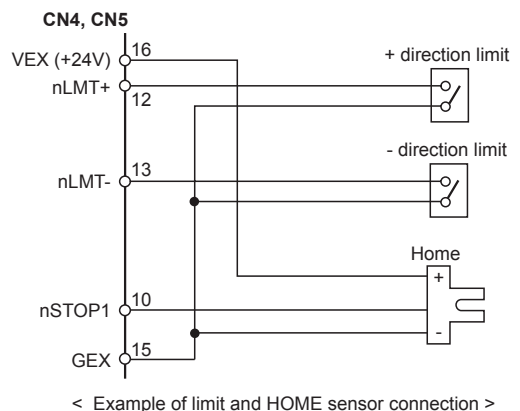 CN4, CN5
VEX (+24V)
16
nLMT+
12
+ direction limit
nLMT-
13
- direction limit
Home
+
nSTOP1
10
-
GEX
15
< Example of limit and HOME sensor connection >